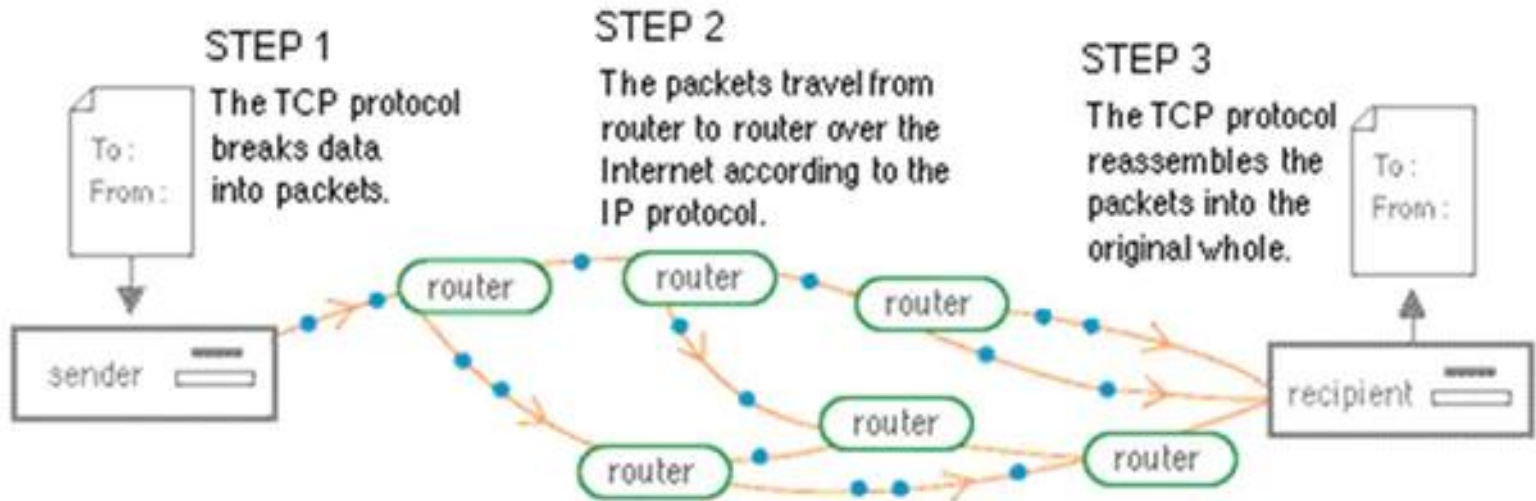 STEP 1
The TCP protocol
breaks data
into packets.
To:
From:
sender
STEP 2
The packets travel from
router to router over the
Internet according to the
IP protocol.
STEP 3
The TCP protocol
reassembles the
packets into the
original whole.
To:
From:
router
router
router
router
router
router
recipient